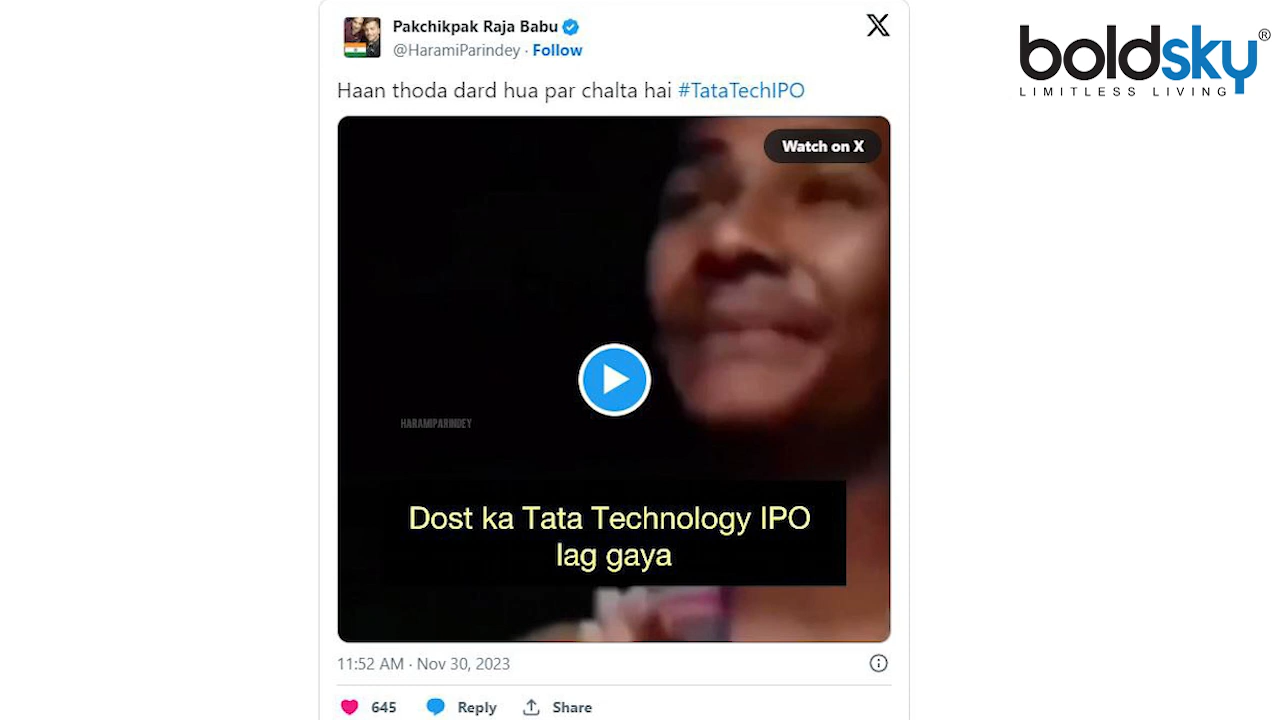 Pakchikpak Raja Babu
@HaramiParindey · Follow
X
boldsky®
LIMITLESS LIVING
Haan thoda dard hua par chalta hai #TataTechIPO
Watch on X
HARAMIPARINDEY
Dost ka Tata Technology IPO
lag gaya
11:52 AM · Nov 30, 2023
645 Reply Share